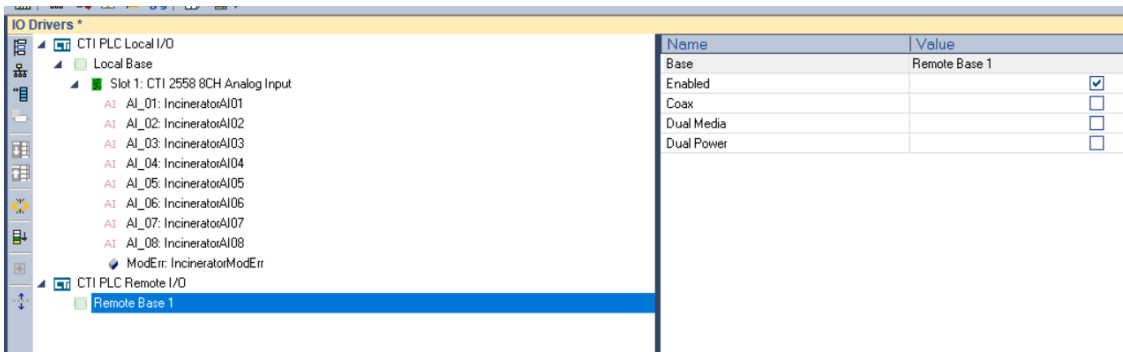 IO Drivers *
CTI PLC Local I/O
Local Base
Slot 1: CTI 2558 8CH Analog Input
AI AI_01: IncineratorAI01
AI AI_02: IncineratorAI02
AI AI_03: IncineratorAI03
AI AI_04: IncineratorAI04
AI AI_05: IncineratorAI05
AI AI_06: IncineratorAI06
AI AI_07: IncineratorAI07
AI AI_08: IncineratorAI08
ModErr: IncineratorModErr
CTI PLC Remote I/O
Remote Base 1
Name Value
Base Remote Base 1
Enabled
Coax
Dual Media
Dual Power